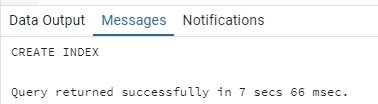 Data Output Messages Notifications
CREATE INDEX
Query returned successfully in 7 secs 66 msec.